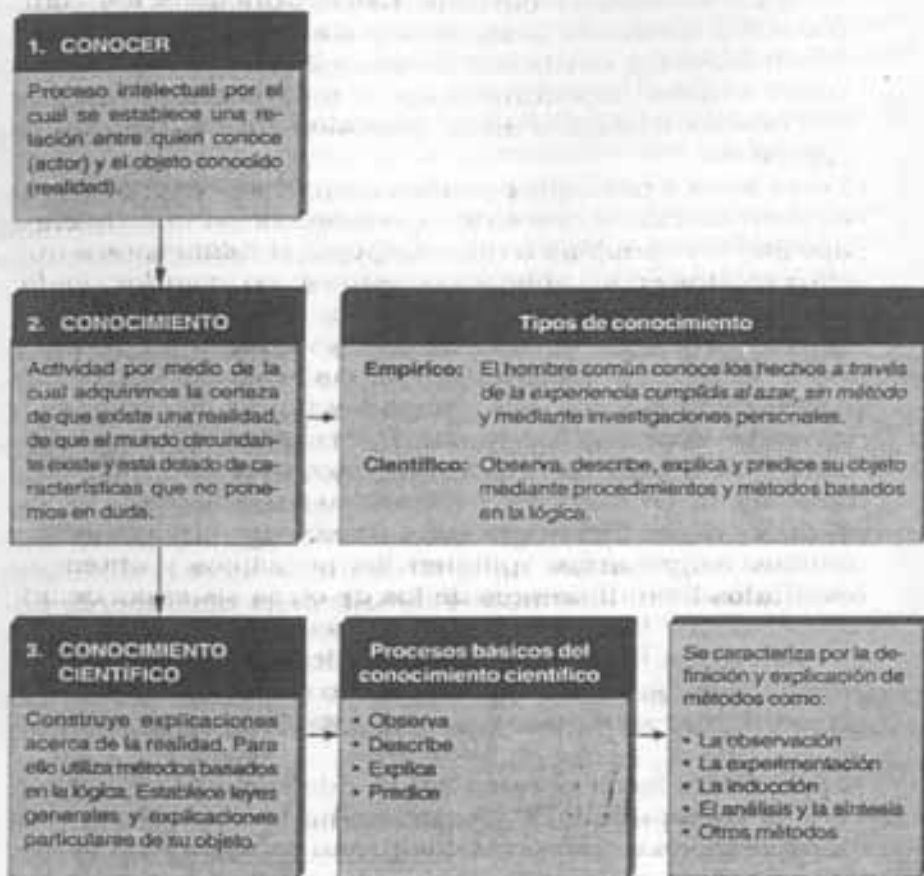 1. CONOCER
Proceso intelectual por el
cual se establece una re-
lación entre quien conoce
(actor) y el objeto conocido
(realidad).
2. CONOCIMIENTO
Actividad por medio de la
cual adquirimos la certeza
de que existe una realidad,
de que el mundo circundan-
te existe y está dotado de ca-
racterísticas que no pone-
mos en duda.
Tipos de conocimiento
Empírico: El hombre común conoce los hechos a través
de la experiencia cumplida al azar, sin método
y mediante investigaciones personales.
Científico: Observa, describe, explica y predice su objeto
mediante procedimientos y métodos basados
en la lógica.
3. CONOCIMIENTO
CIENTÍFICO
Construye explicaciones
acerca de la realidad. Para
ello utiliza métodos basados
en la lógica. Establece leyes
generales y explicaciones
particulares de su objeto.
Procesos básicos del
conocimiento científico
• Observa
• Describe
• Explica
• Predice
Se caracteriza por la de-
finición y explicación de
métodos como:
• La observación
• La experimentación
• La inducción
• El análisis y la síntesis
• Otros métodos